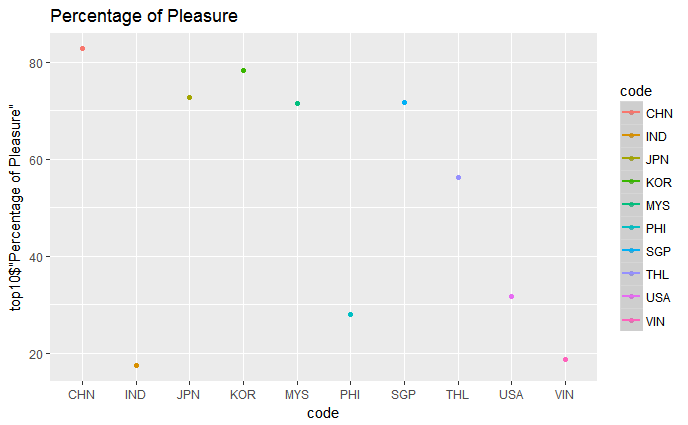 Percentage of Pleasure
top10$"Percentage of Pleasure"
80
60
40
20
CHN IND JPN KOR MYS PHI SGP THL USA VIN
code
code
CHN
IND
JPN
KOR
MYS
PHI
SGP
THL
USA
VIN